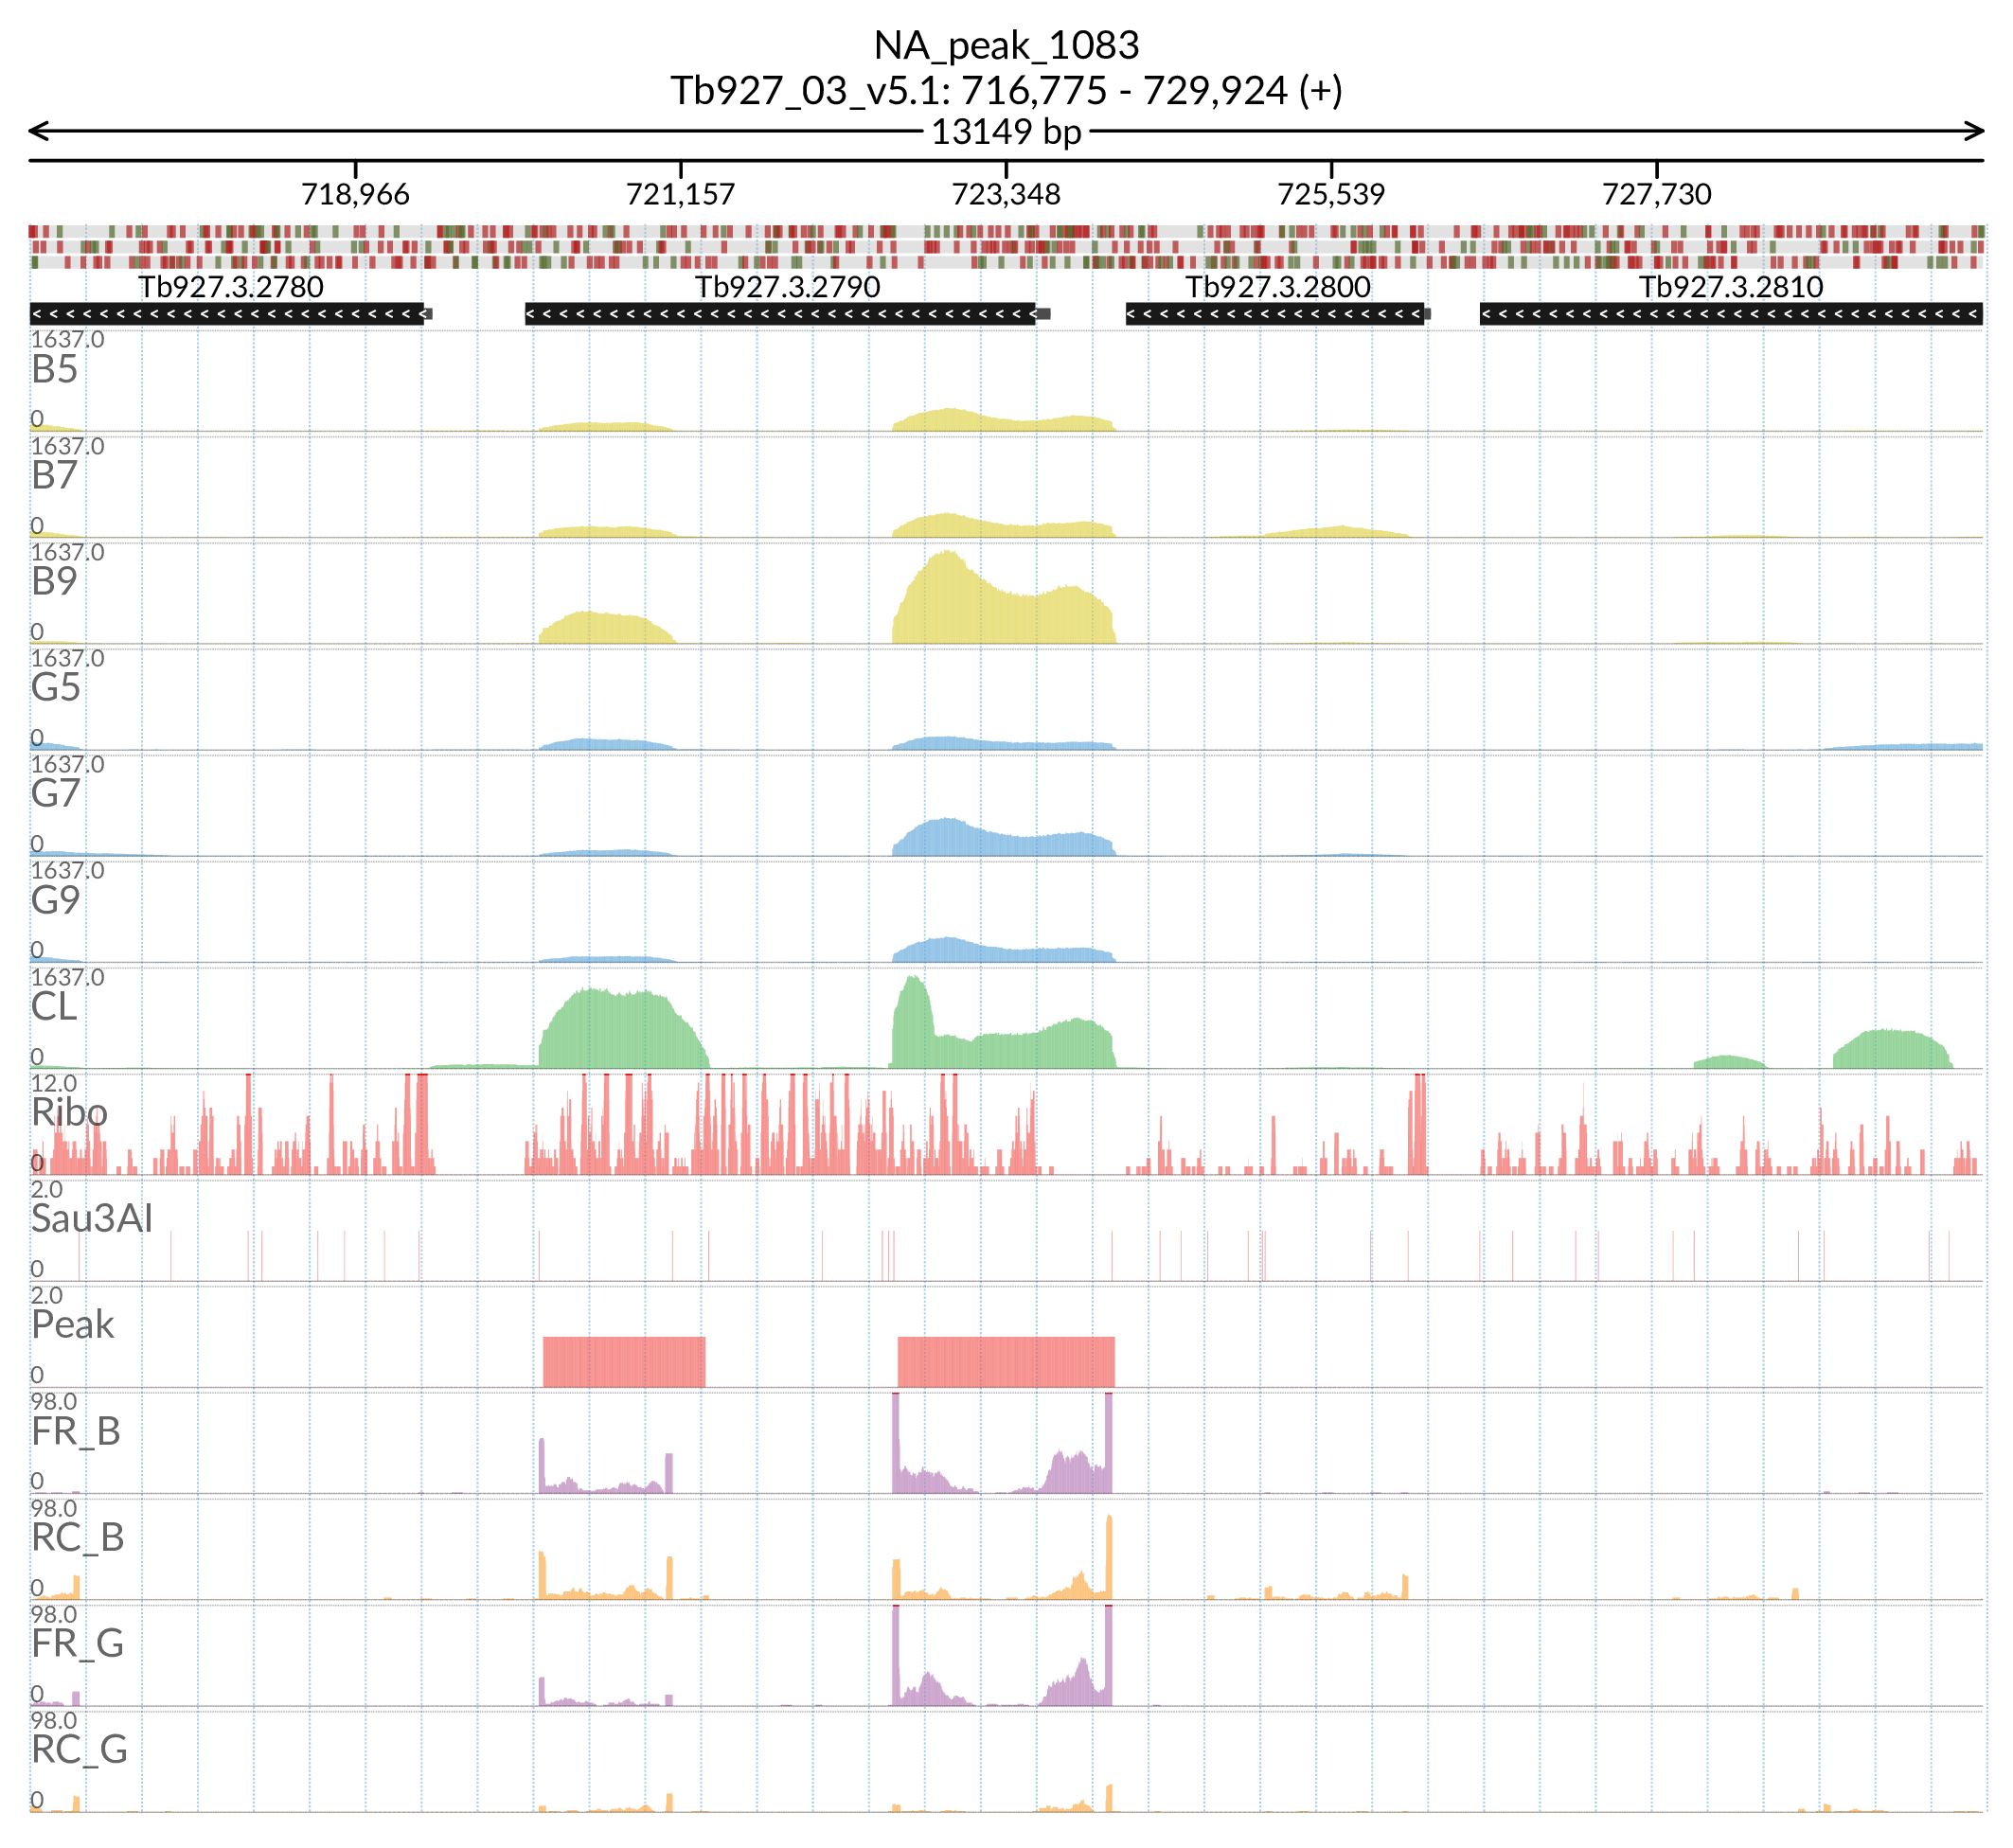 NA_peak_1083
Tb927_03_v5.1: 716,775 - 729,924 (+)
13149 bp
718,966 721,157 723,348 725,539 727,730
Tb927.3.2780 Tb927.3.2790 Tb927.3.2800 Tb927.3.2810
1637.0
B5
0
1637.0
B7
0
1637.0
B9
0
1637.0
G5
0
1637.0
G7
0
1637.0
G9
0
1637.0
CL
0
12.0
Ribo
0
2.0
Sau3AI
0
2.0
Peak
0
98.0
FR_B
0
98.0
RC_B
0
98.0
FR_G
0
98.0
RC_G
0